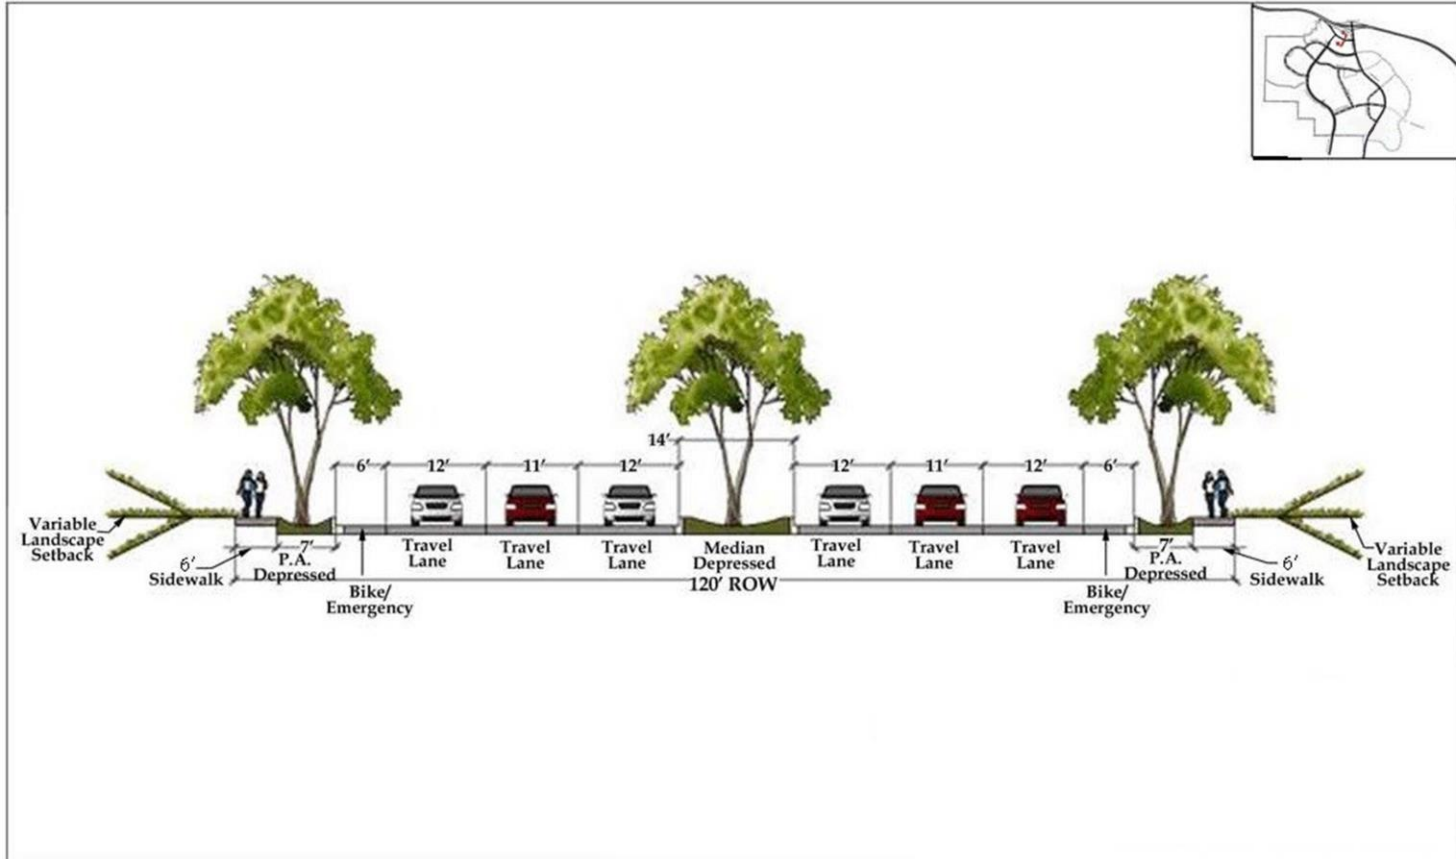 14'
6'
12'
11'
12'
12'
11'
12'
6'
Variable
Landscape
Setback
6'
Sidewalk
7'
P.A.
Depressed
Bike/
Emergency
Travel
Lane
Travel
Lane
Travel
Lane
Median
Depressed
120' ROW
Travel
Lane
Travel
Lane
Travel
Lane
Bike/
Emergency
7'
P.A.
Depressed
6'
Sidewalk
Variable
Landscape
Setback